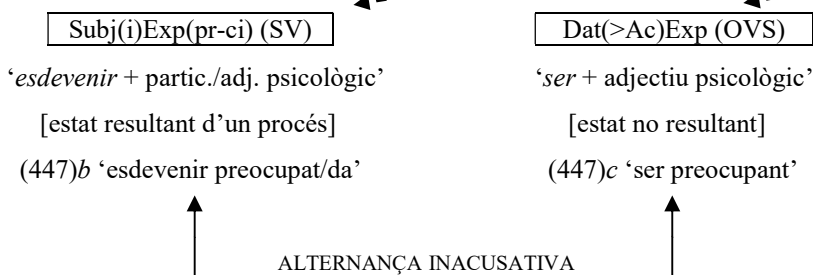 Subj(i)Exp(pr-ci) (SV)
Dat(>Ac)Exp (OVS)
‘esdevenir + partic./adj. psicològic’
‘ser + adjectiu psicològic’
[estat resultant d’un procés]
[estat no resultant]
(447)b ‘esdevenir preocupat/da’
(447)c ‘ser preocupant’
ALTERNANÇA INACUSATIVA